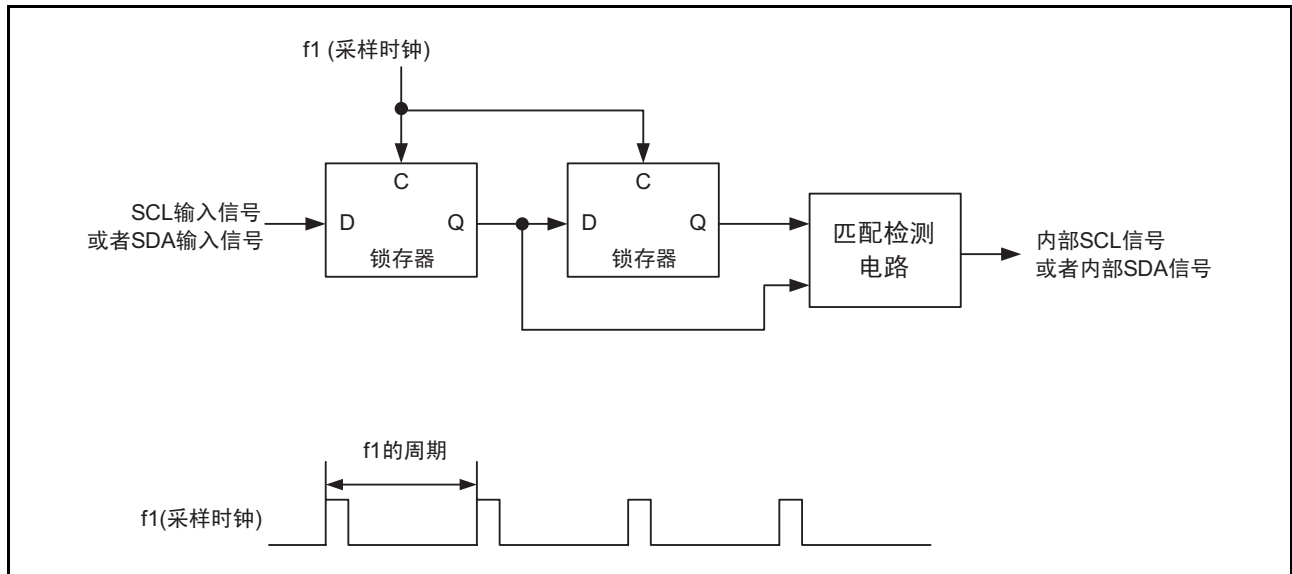 f1 (采样时钟)
C
C
SCL输入信号
或者SDA输入信号
D
Q
D
Q
锁存器
锁存器
匹配检测
电路
内部SCL信号
或者内部SDA信号
f1的周期
f1(采样时钟)